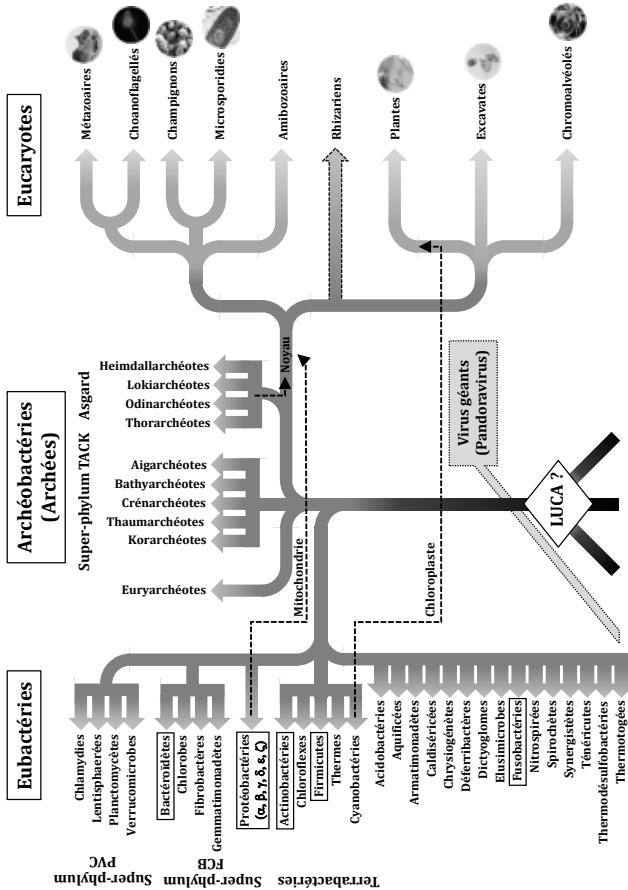 Eubactéries
Super-phylum
PVC
Chlamydies
Lentisphaerées
Planctomycètes
Verrucomicrobes
Super-phylum
FCB
Bactéroïdètes
Chlorobes
Fibrobactères
Gemmatimonadètes
Protéobactéries
(α, β, γ, δ, ε, ζ)
Terrabactéries
Actinobactéries
Chloroflexes
Firmicutes
Thermes
Cyanobactéries
Acidobactéries
Aquificées
Armatimonadètes
Caldiséricées
Chrysiogénètes
Déferribactères
Dictyoglomes
Elusimicrobes
Fusobactéries
Nitrospirées
Spirochètes
Synergistètes
Ténéricutes
Thermodésulfobactéries
Thermotogées
Archéobactéries
(Archées)
Super-phylum TACK
Asgard
Euryarchéotes
Aigarchéotes
Bathyarchéotes
Crénarchéotes
Thaumarchéotes
Korarchéotes
Heimdallarchéotes
Lokiarchéotes
Odinarchéotes
Thorarchéotes
Noyau
Mitochondrie
Chloroplaste
Virus géants
(Pandoravirus)
LUCA ?
Eucaryotes
Métazoaires
Choanoflagellés
Champignons
Microsporidies
Amibozoaires
Rhizariens
Plantes
Excavates
Chromoalvéolés